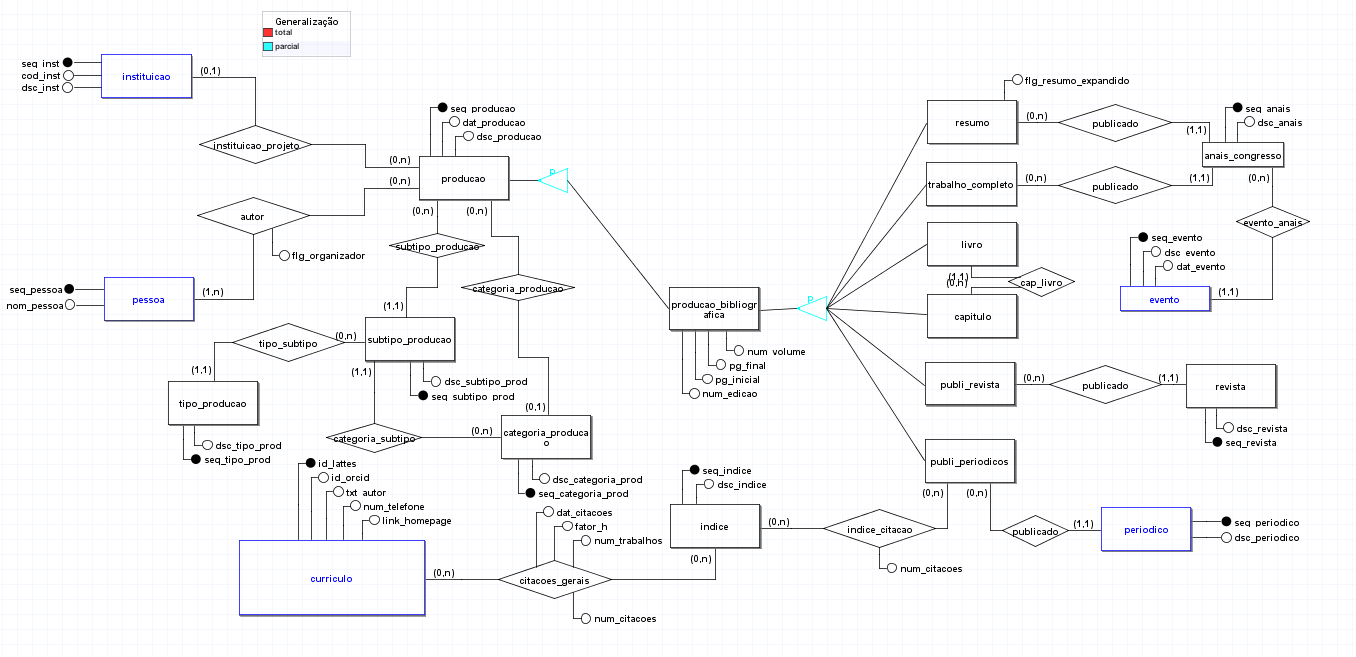 Generalização
total
parcial
seq_inst
cod_inst
dsc_inst
instituicao
(0,1)
instituicao_projeto
(0,n)
(0,n)
seq_producao
dat_producao
dsc_producao
producao
p
autor
flg_organizador
seq_pessoa
nom_pessoa
pessoa
(1,n)
(0,n)
(0,n)
subtipo_producao
categoria_producao
(1,1)
subtipo_producao
dsc_subtipo_prod
seq_subtipo_prod
tipo_subtipo
(0,n)
(1,1)
(1,1)
tipo_producao
dsc_tipo_prod
seq_tipo_prod
categoria_subtipo
(0,n)
(0,1)
categoria_produca
o
dsc_categoria_prod
seq_categoria_prod
producao_bibliogr
afica
num_volume
pg_final
pg_inicial
num_edicao
p
flg_resumo_expandido
resumo
(0,n)
publicado
(1,1)
seq_anais
dsc_anais
anais_congresso
trabalho_completo
(0,n)
publicado
(1,1)
(0,n)
evento_anais
seq_evento
dsc_evento
dat_evento
evento
(1,1)
livro
(1,1)
(0,n)
cap_livro
capitulo
publi_revista
(0,n)
publicado
(1,1)
revista
dsc_revista
seq_revista
publi_periodicos
(0,n)
(0,n)
publicado
(1,1)
periodico
seq_periodico
dsc_periodico
seq_indice
dsc_indice
indice
(0,n)
indice_citacao
num_citacoes
(0,n)
id_lattes
id_orcid
txt_autor
num_telefone
link_homepage
curriculo
(0,n)
dat_citacoes
fator_h
num_trabalhos
citacoes_gerais
num_citacoes